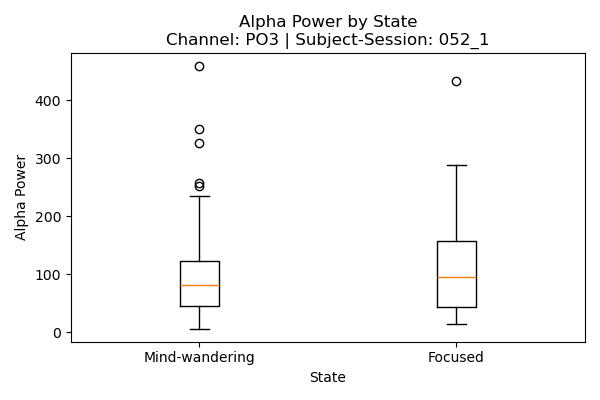 Alpha Power by State
Channel: PO3 | Subject-Session: 052_1
400
300
200
100
0
Alpha Power
Mind-wandering
Focused
State